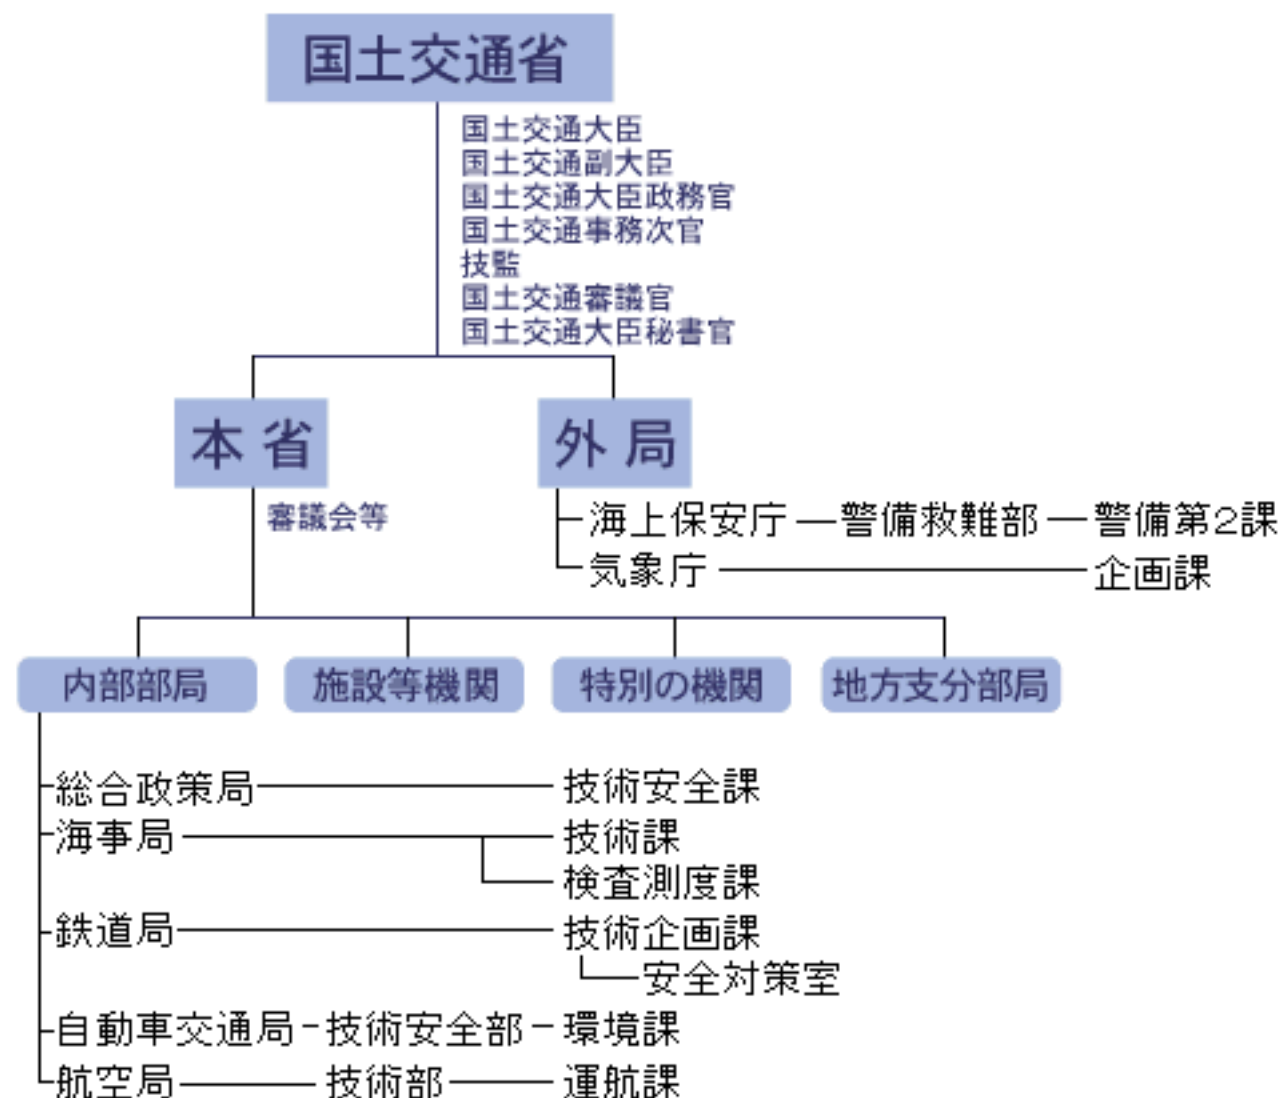 国土交通省
国土交通大臣
国土交通副大臣
国土交通大臣政務官
国土交通事務次官
技監
国土交通審議官
国土交通大臣秘書官
本省
外局
審議会等
海上保安庁 警備救難部 警備第2課
気象庁 企画課
内部部局 施設等機関 特別の機関 地方支分部局
総合政策局 技術安全課
海事局 技術課
検査測度課
鉄道局 技術企画課
安全対策室
自動車交通局 技術安全部 環境課
航空局 技術部 運航課